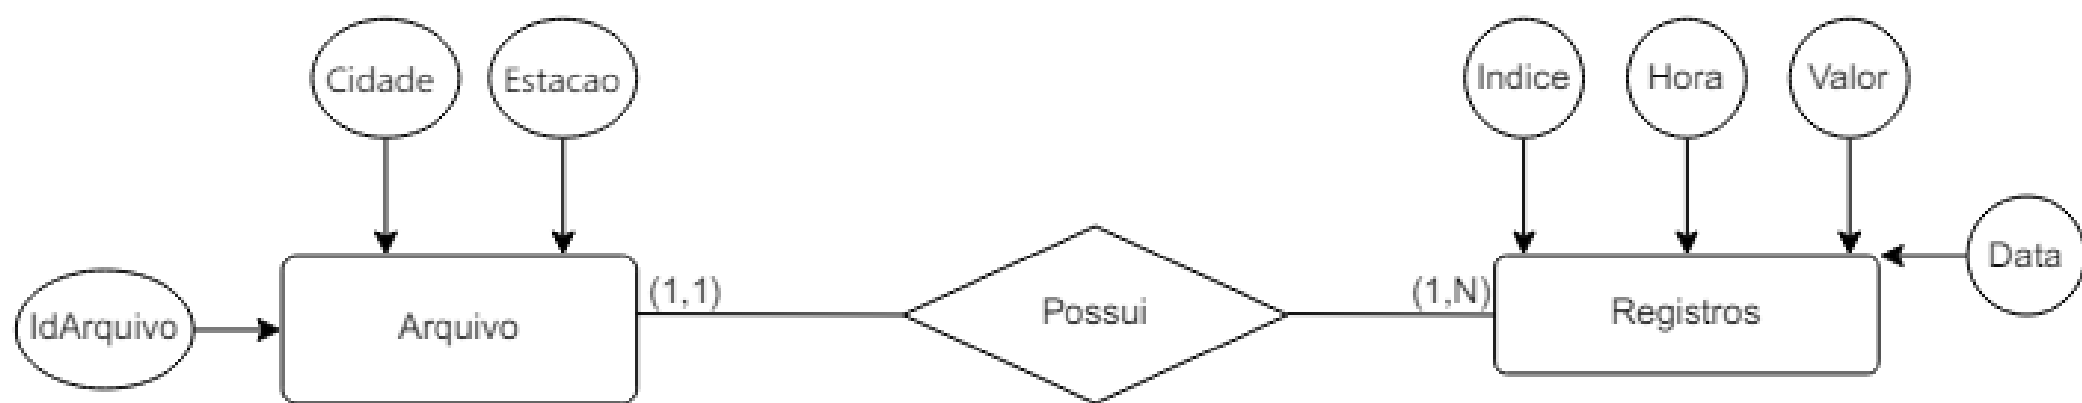 Cidade
Estacao
Indice
Hora
Valor
Data
IdArquivo
Arquivo
(1,1)
Possui
(1,N)
Registros